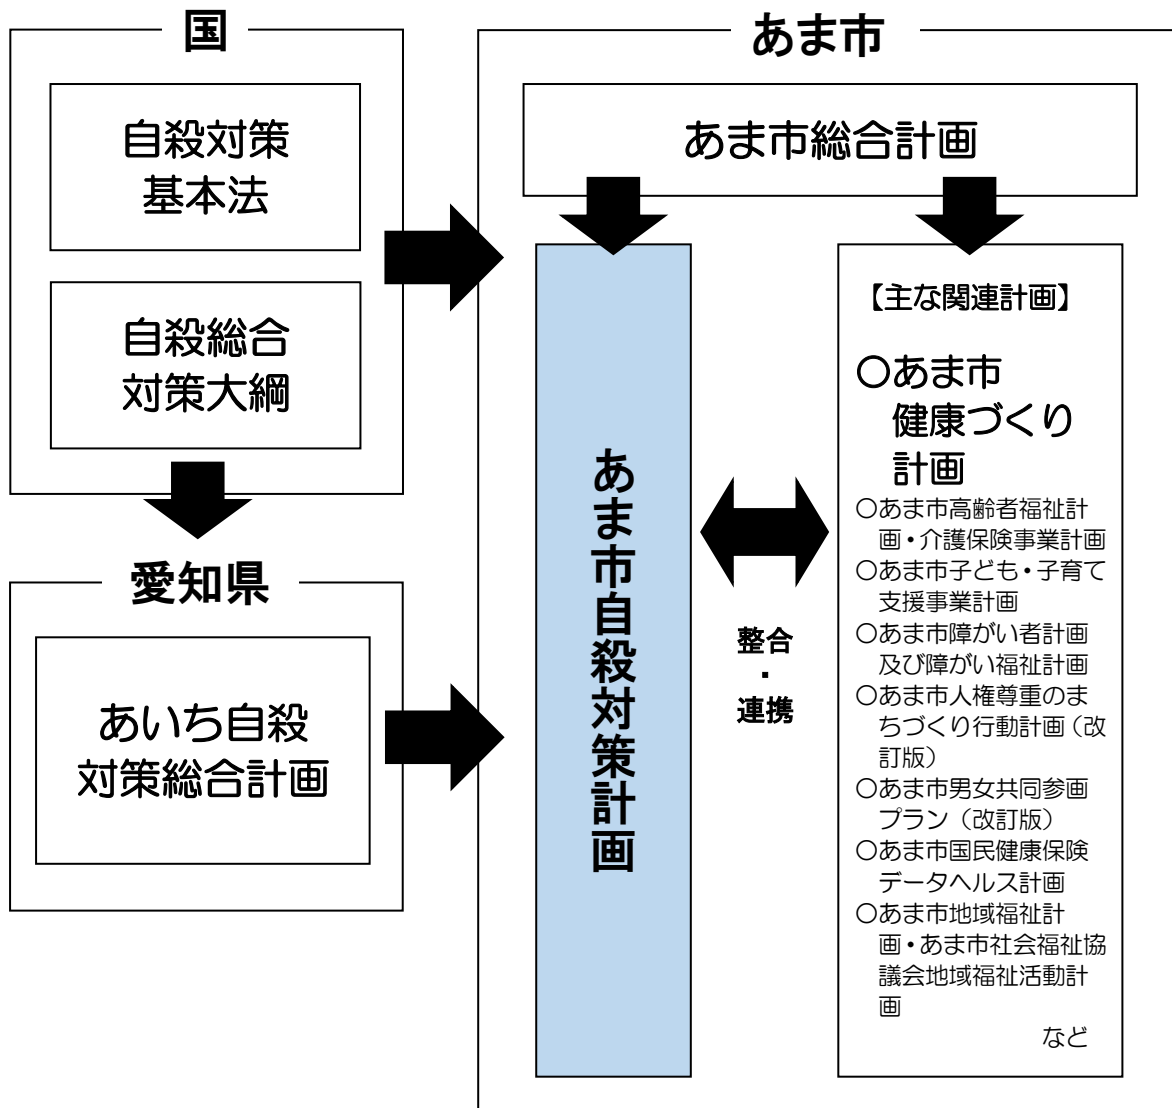 国
自殺対策
基本法
自殺総合
対策大綱
愛知県
あいち自殺
対策総合計画
あま市
あま市総合計画
あま市自殺対策計画
整合
・
連携
【主な関連計画】
○あま市
健康づくり
計画
○あま市高齢者福祉計
画・介護保険事業計画
○あま市子ども・子育て
支援事業計画
○あま市障がい者計画
及び障がい福祉計画
○あま市人権尊重のま
ちづくり行動計画（改
訂版）
○あま市男女共同参画
プラン（改訂版）
○あま市国民健康保険
データヘルス計画
○あま市地域福祉計
画・あま市社会福祉協
議会地域福祉活動計
画
など